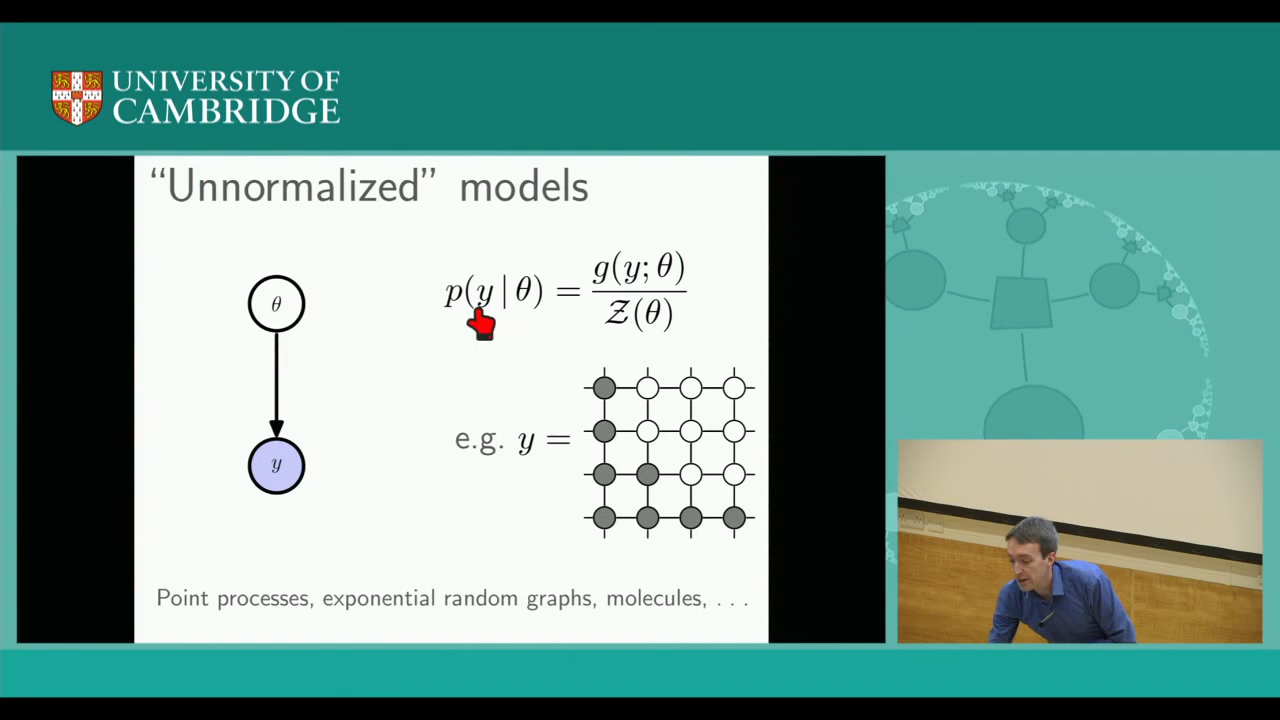 UNIVERSITY OF
CAMBRIDGE
“Unnormalized” models
θ
y
p(y | θ) = g(y; θ) / Z(θ)
e.g. y =
Point processes, exponential random graphs, molecules, . . .